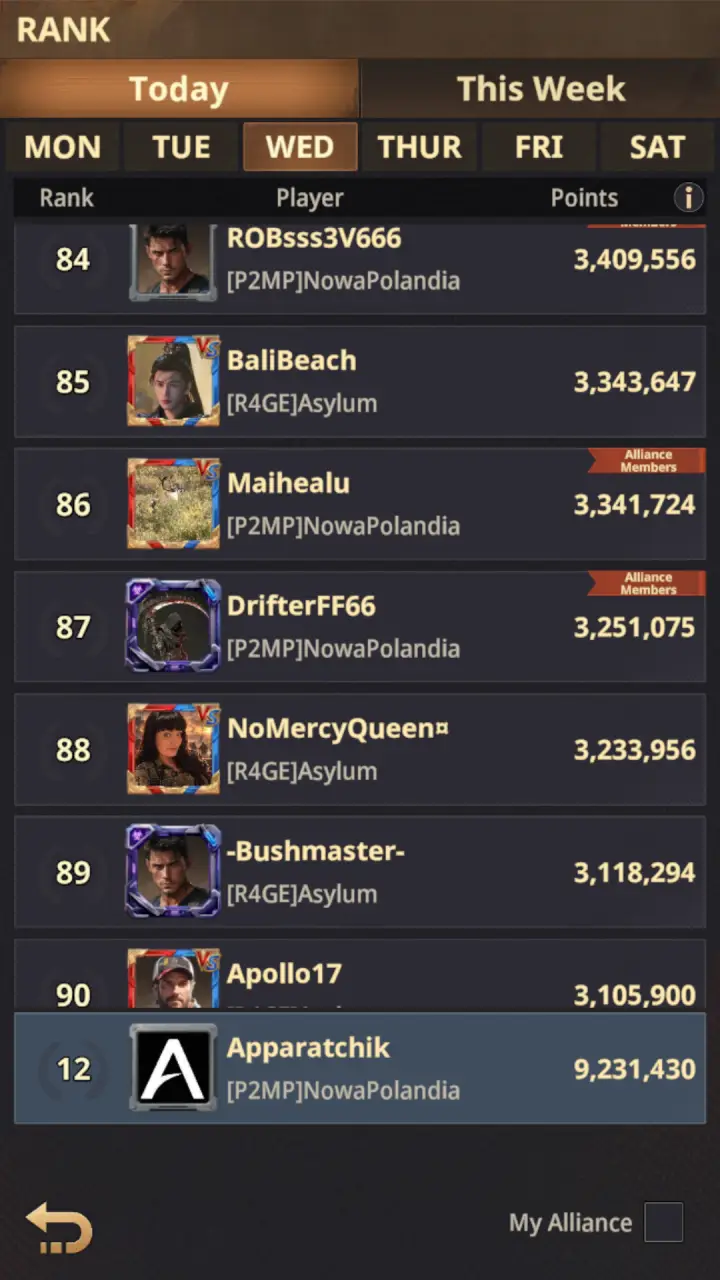 RANK
Today This Week
MON TUE WED THUR FRI SAT
Rank Player Points
84 ROBsss3V666 3,409,556
Members
[P2MP]NowaPolandia
85 BaliBeach 3,343,647
[R4GE]Asylum
Alliance
Members
86 Maihealu 3,341,724
[P2MP]NowaPolandia
Alliance
Members
87 DrifterFF66 3,251,075
[P2MP]NowaPolandia
88 NoMercyQueen¤ 3,233,956
[R4GE]Asylum
89 -Bushmaster- 3,118,294
[R4GE]Asylum
90 Apollo17 3,105,900
12 Apparatchik 9,231,430
[P2MP]NowaPolandia
My Alliance